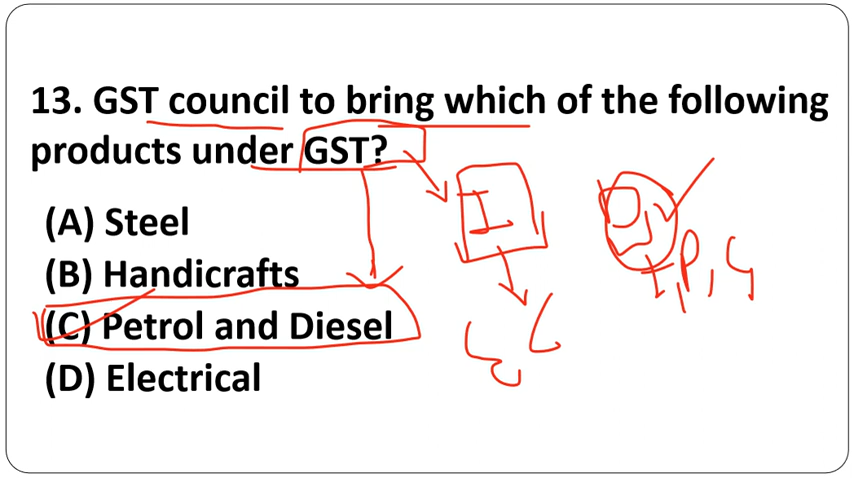 13. GST council to bring which of the following
products under GST?
(A) Steel
(B) Handicrafts
(C) Petrol and Diesel
(D) Electrical
I